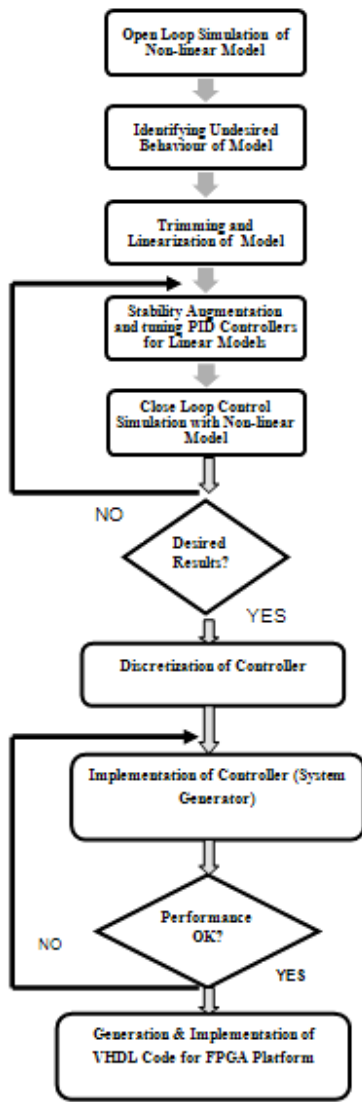 Open Loop Simulation of
Non-linear Model
Identifying Undesired
Behaviour of Model
Trimming and
Linearization of Model
Stability Augmentation
and tuning PID Controllers
for Linear Models
Close Loop Control
Simulation with Non-linear
Model
NO
Desired
Results?
YES
Discretization of Controller
Implementation of Controller (System
Generator)
Performance
OK?
NO
YES
Generation & Implementation of
VHDL Code for FPGA Platform